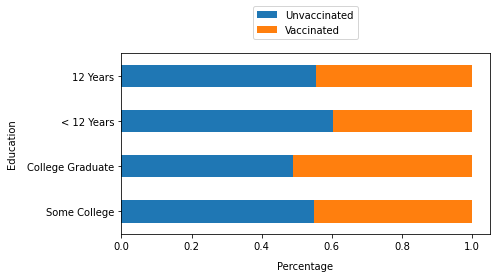 Unvaccinated
Vaccinated
12 Years
< 12 Years
College Graduate
Some College
Education
0.0 0.2 0.4 0.6 0.8 1.0
Percentage